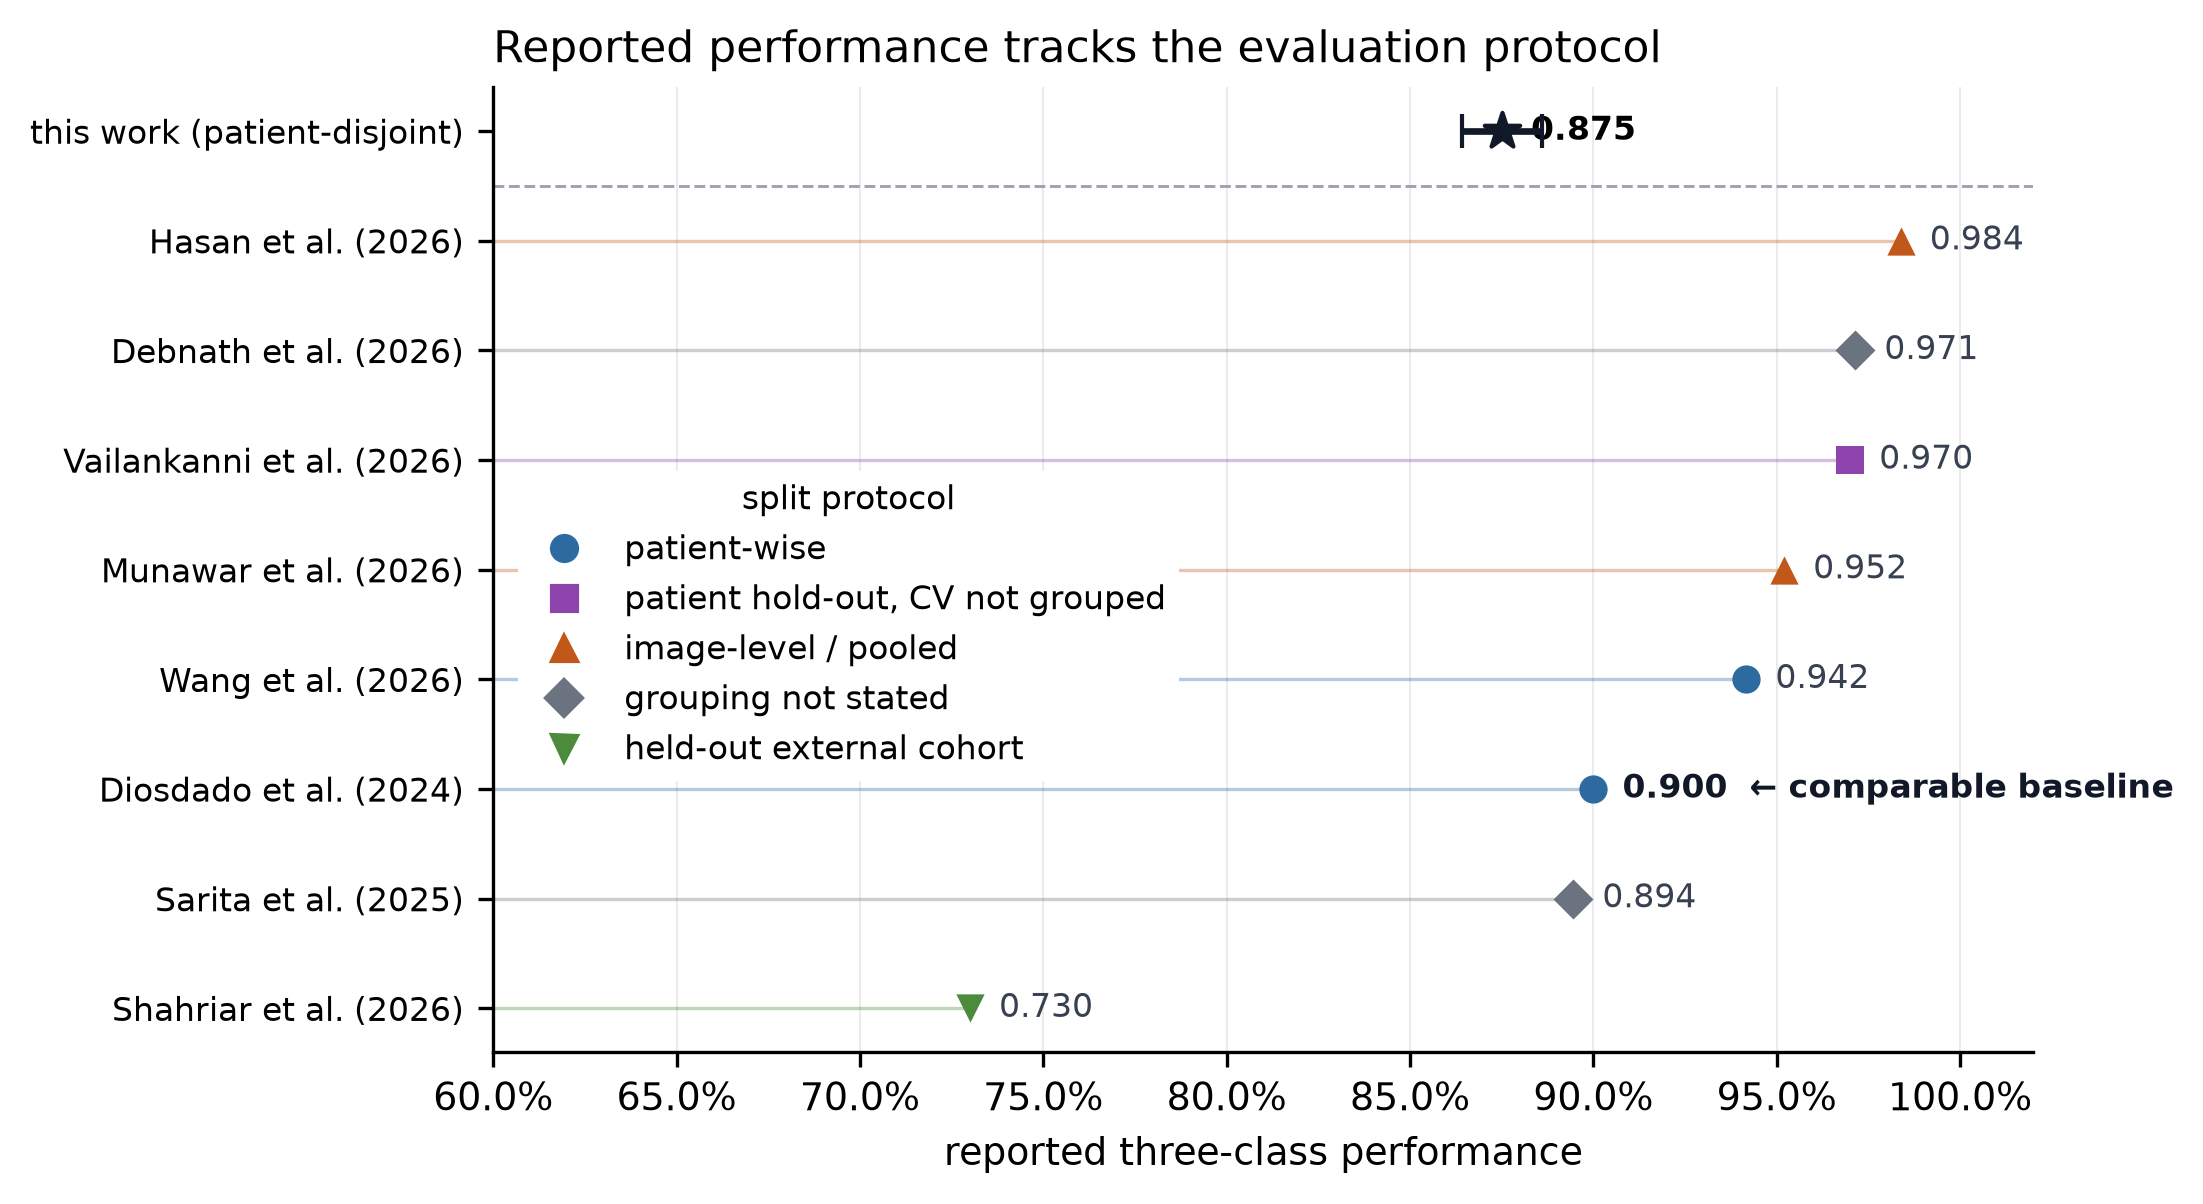 Reported performance tracks the evaluation protocol
this work (patient-disjoint)
0.875
Hasan et al. (2026)
0.984
Debnath et al. (2026)
0.971
Vailankanni et al. (2026)
0.970
split protocol
patient-wise
patient hold-out, CV not grouped
image-level / pooled
grouping not stated
held-out external cohort
Munawar et al. (2026)
0.952
Wang et al. (2026)
0.942
Diosdado et al. (2024)
0.900 ← comparable baseline
Sarita et al. (2025)
0.894
Shahriar et al. (2026)
0.730
60.0% 65.0% 70.0% 75.0% 80.0% 85.0% 90.0% 95.0% 100.0%
reported three-class performance